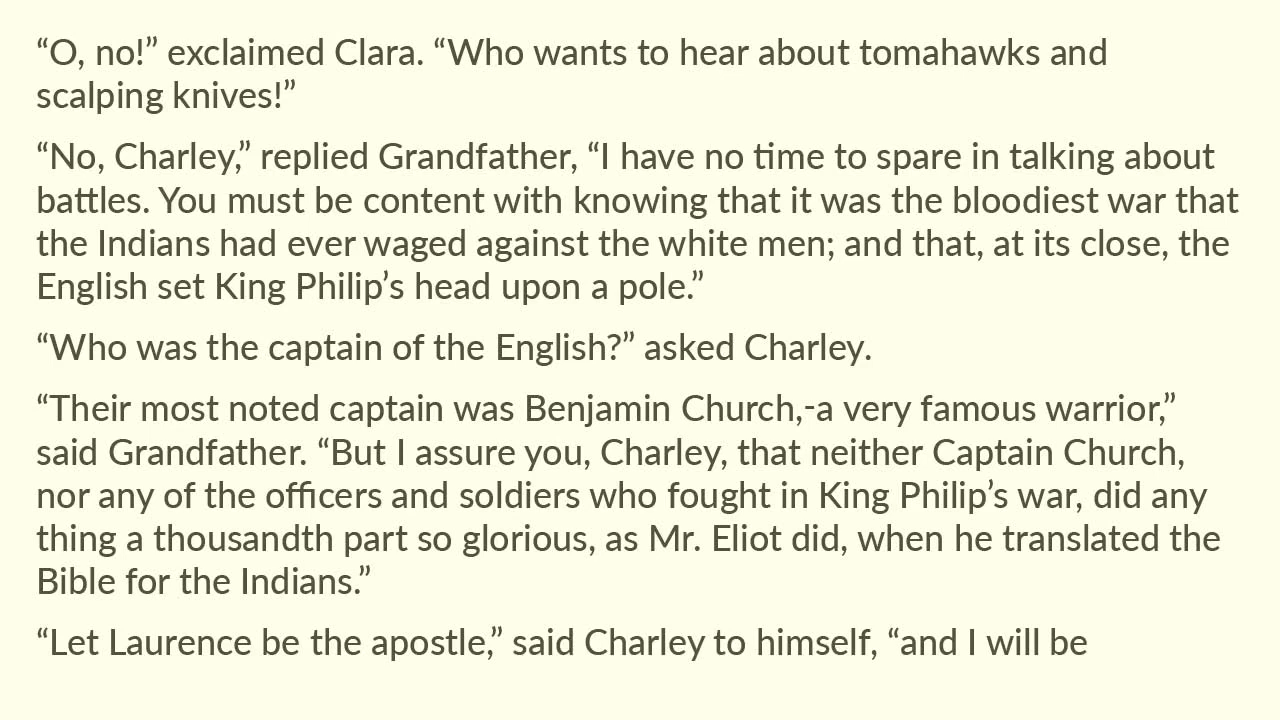 “O, no!” exclaimed Clara. “Who wants to hear about tomahawks and
scalping knives!”
“No, Charley,” replied Grandfather, “I have no time to spare in talking about
battles. You must be content with knowing that it was the bloodiest war that
the Indians had ever waged against the white men; and that, at its close, the
English set King Philip’s head upon a pole.”
“Who was the captain of the English?” asked Charley.
“Their most noted captain was Benjamin Church,-a very famous warrior,”
said Grandfather. “But I assure you, Charley, that neither Captain Church,
nor any of the officers and soldiers who fought in King Philip’s war, did any
thing a thousandth part so glorious, as Mr. Eliot did, when he translated the
Bible for the Indians.”
“Let Laurence be the apostle,” said Charley to himself, “and I will be